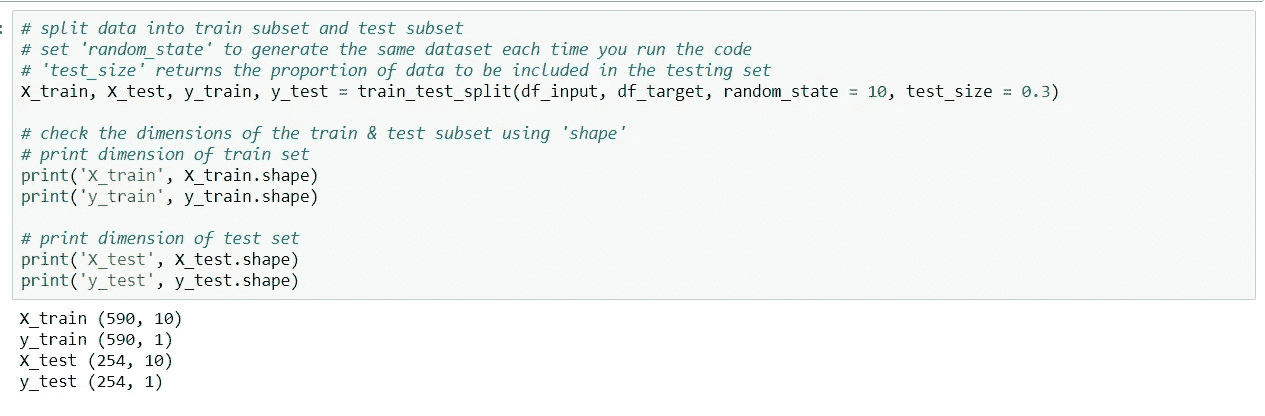 # split data into train subset and test subset
# set 'random_state' to generate the same dataset each time you run the code
# 'test_size' returns the proportion of data to be included in the testing set
X_train, X_test, y_train, y_test = train_test_split(df_input, df_target, random_state = 10, test_size = 0.3)
# check the dimensions of the train & test subset using 'shape'
# print dimension of train set
print('X_train', X_train.shape)
print('y_train', y_train.shape)
# print dimension of test set
print('X_test', X_test.shape)
print('y_test', y_test.shape)
X_train (590, 10)
y_train (590, 1)
X_test (254, 10)
y_test (254, 1)